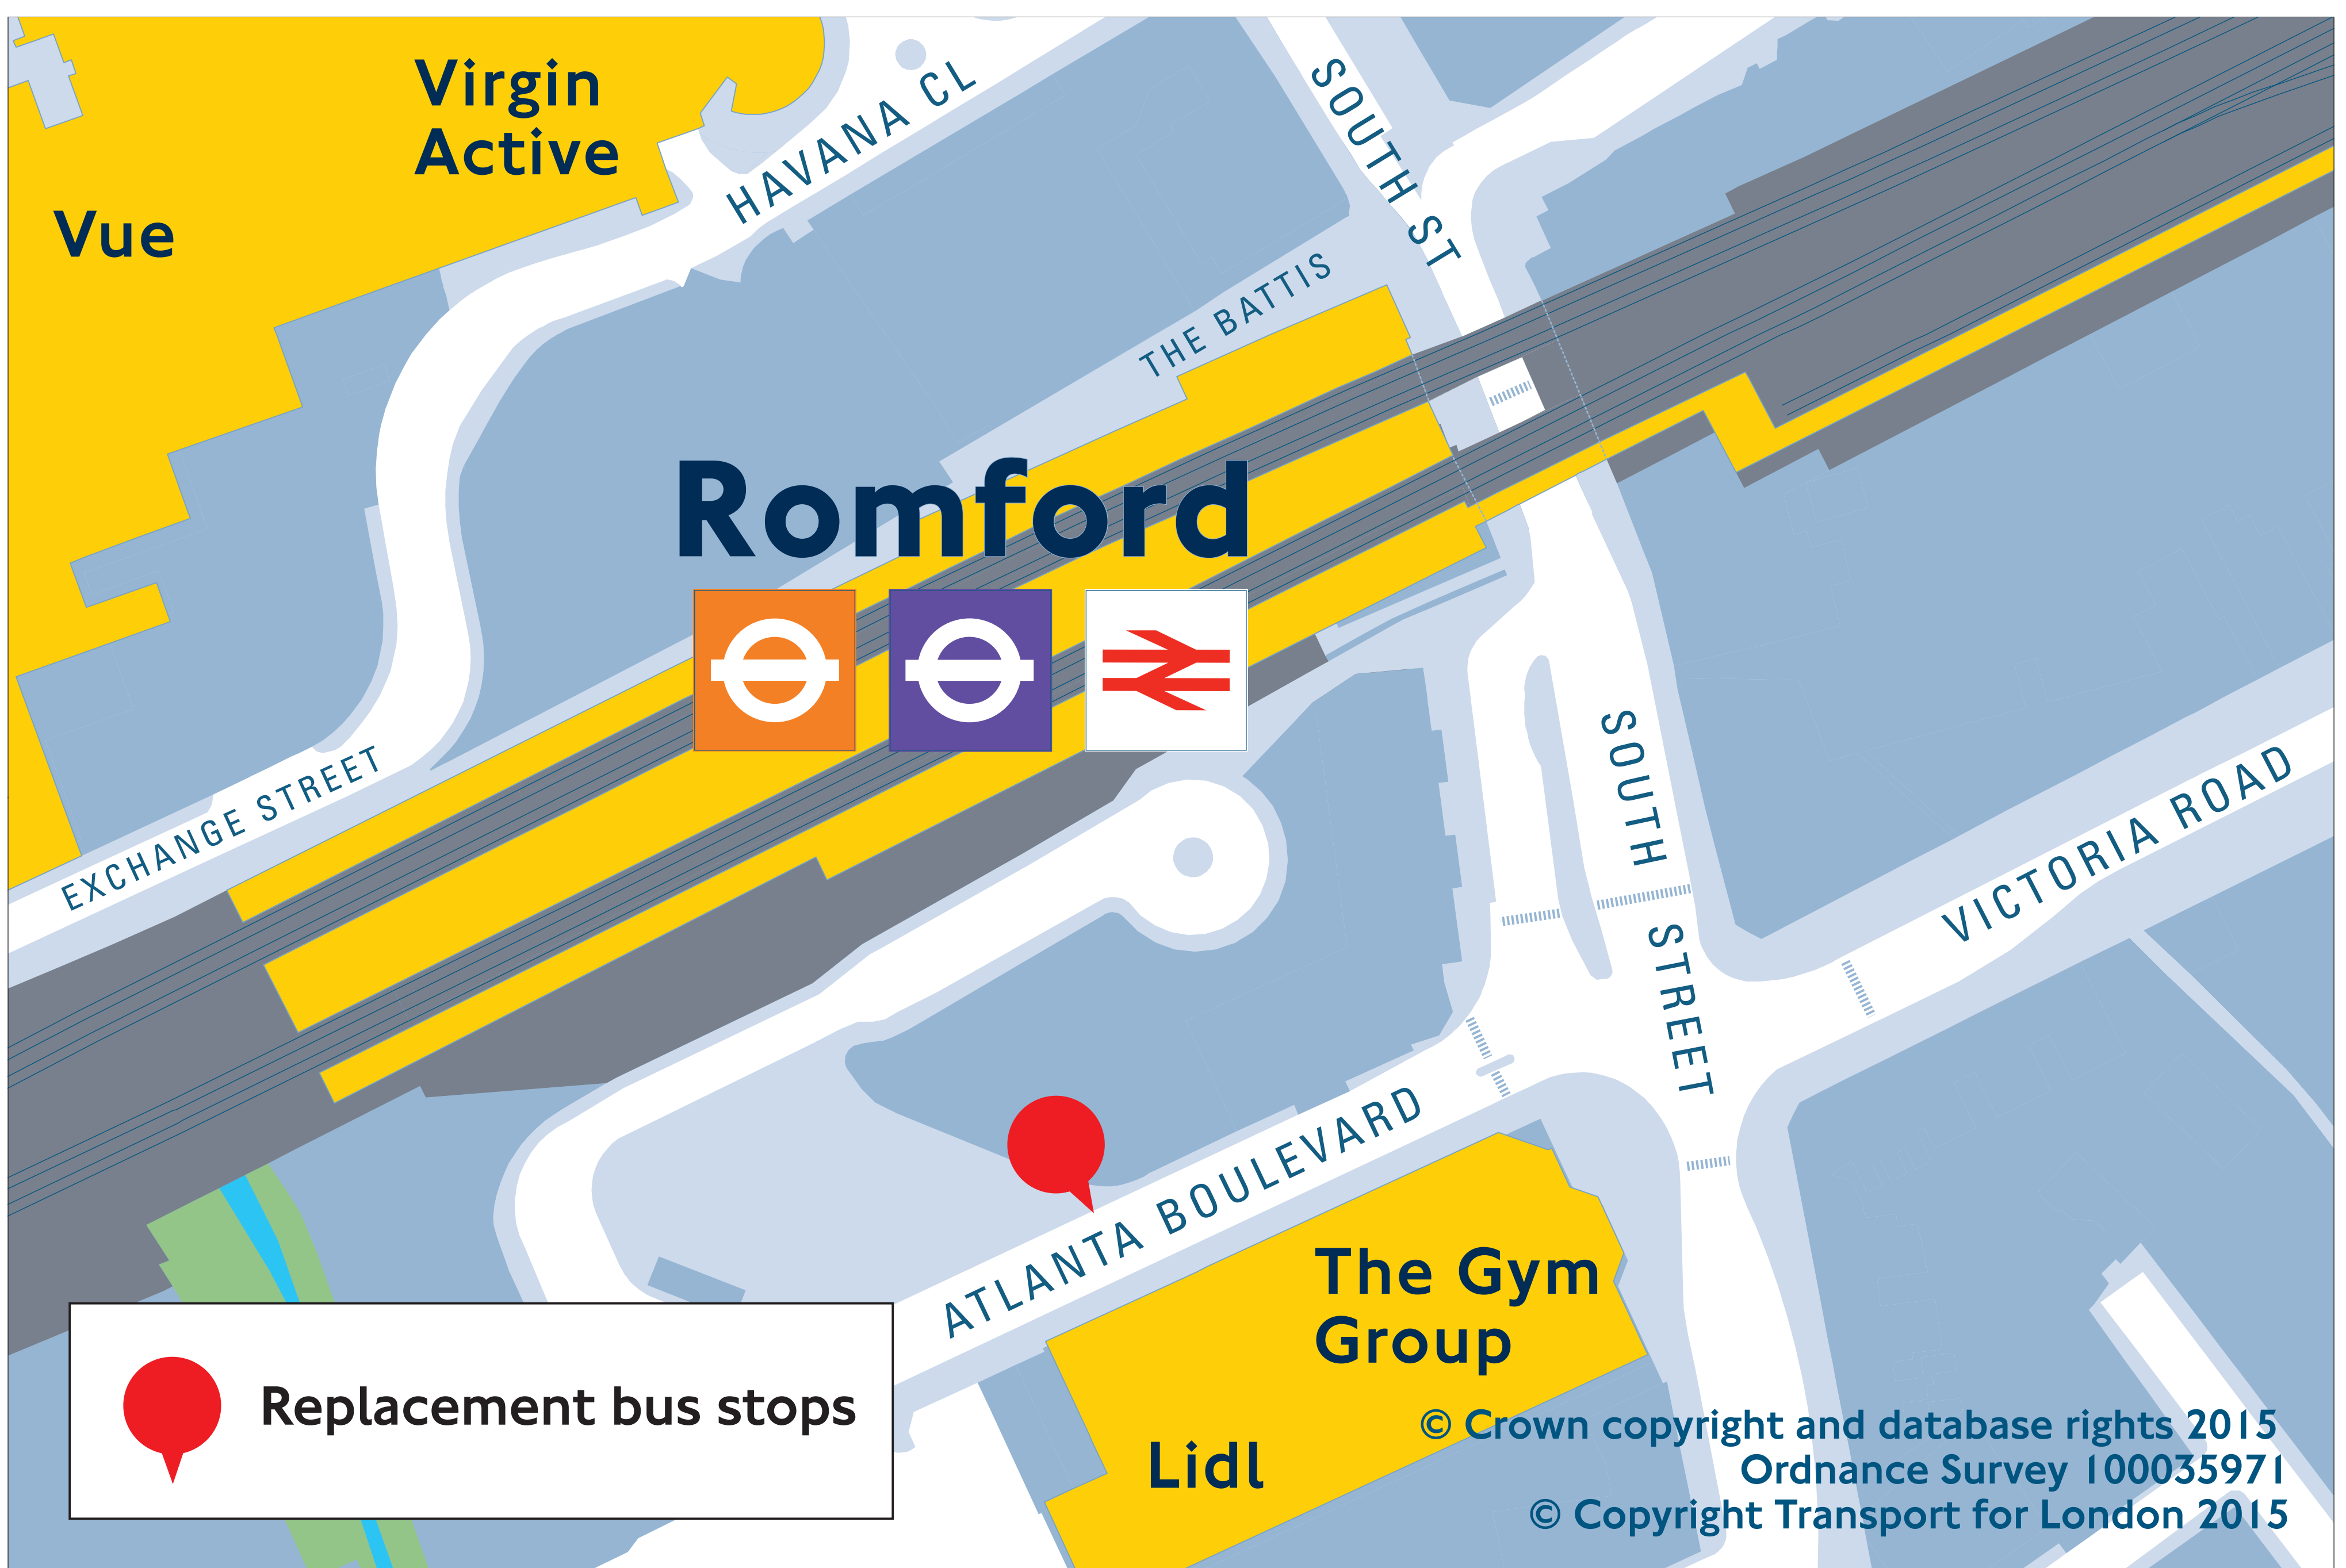 Virgin
Active
Vue
HAVANA CL
SOUTH ST
THE BATTIS
Romford
EXCHANGE STREET
SOUTH STREET
VICTORIA ROAD
ATLANTA BOULEVARD
The Gym
Group
Lidl
Replacement bus stops
© Crown copyright and database rights 2015
Ordnance Survey 100035971
© Copyright Transport for London 2015